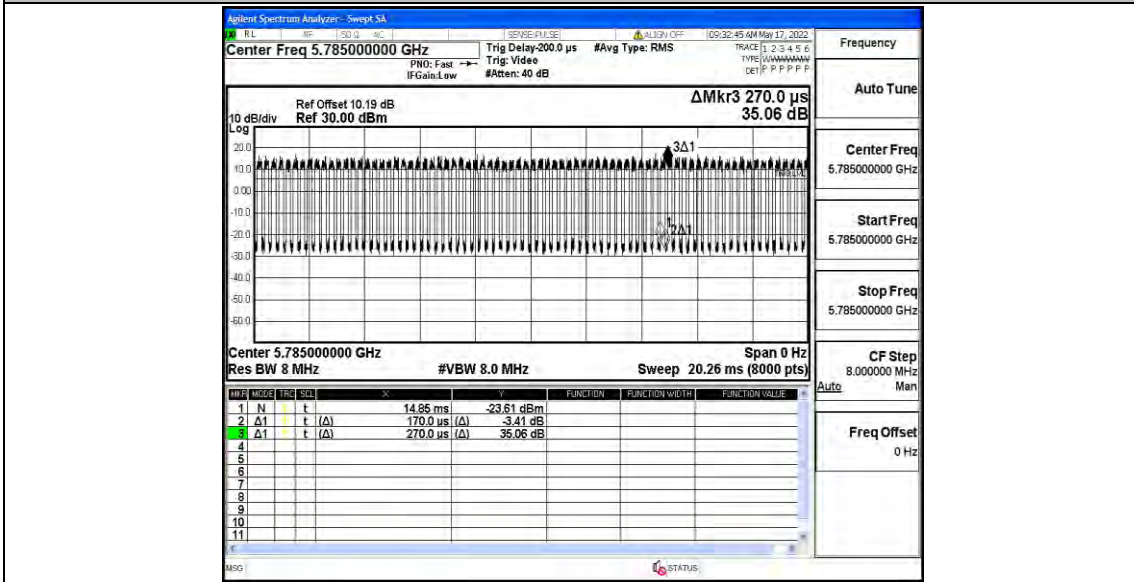 Agilent Spectrum Analyzer - Swept SA
RL RF 50 Ω AC SENSE:PULSE ALIGN OFF 09:32:45 AM May 17, 2022
Center Freq 5.785000000 GHz Trig Delay-200.0 µs #Avg Type: RMS TRACE 1 2 3 4 5 6
PNO: Fast Trig: Video TYPE WWWWWW
IFGain:Low #Atten: 40 dB DET P P P P P P
ΔMkr3 270.0 µs
Ref Offset 10.19 dB 35.06 dB
10 dB/div Ref 30.00 dBm
Log
20.0
10.0
0.00
-10.0
-20.0
-30.0
-40.0
-50.0
-60.0
3Δ1
TRIG LVL
1
2Δ1
Center 5.785000000 GHz Span 0 Hz
Res BW 8 MHz #VBW 8.0 MHz Sweep 20.26 ms (8000 pts)
MKR MODE TRC SCL X Y FUNCTION FUNCTION WIDTH FUNCTION VALUE
1 N t 14.85 ms -23.61 dBm
2 Δ1 t (Δ) 170.0 µs (Δ) -3.41 dB
3 Δ1 t (Δ) 270.0 µs (Δ) 35.06 dB
4
5
6
7
8
9
10
11
MSG STATUS
Frequency
Auto Tune
Center Freq
5.785000000 GHz
Start Freq
5.785000000 GHz
Stop Freq
5.785000000 GHz
CF Step
8.000000 MHz
Auto Man
Freq Offset
0 Hz